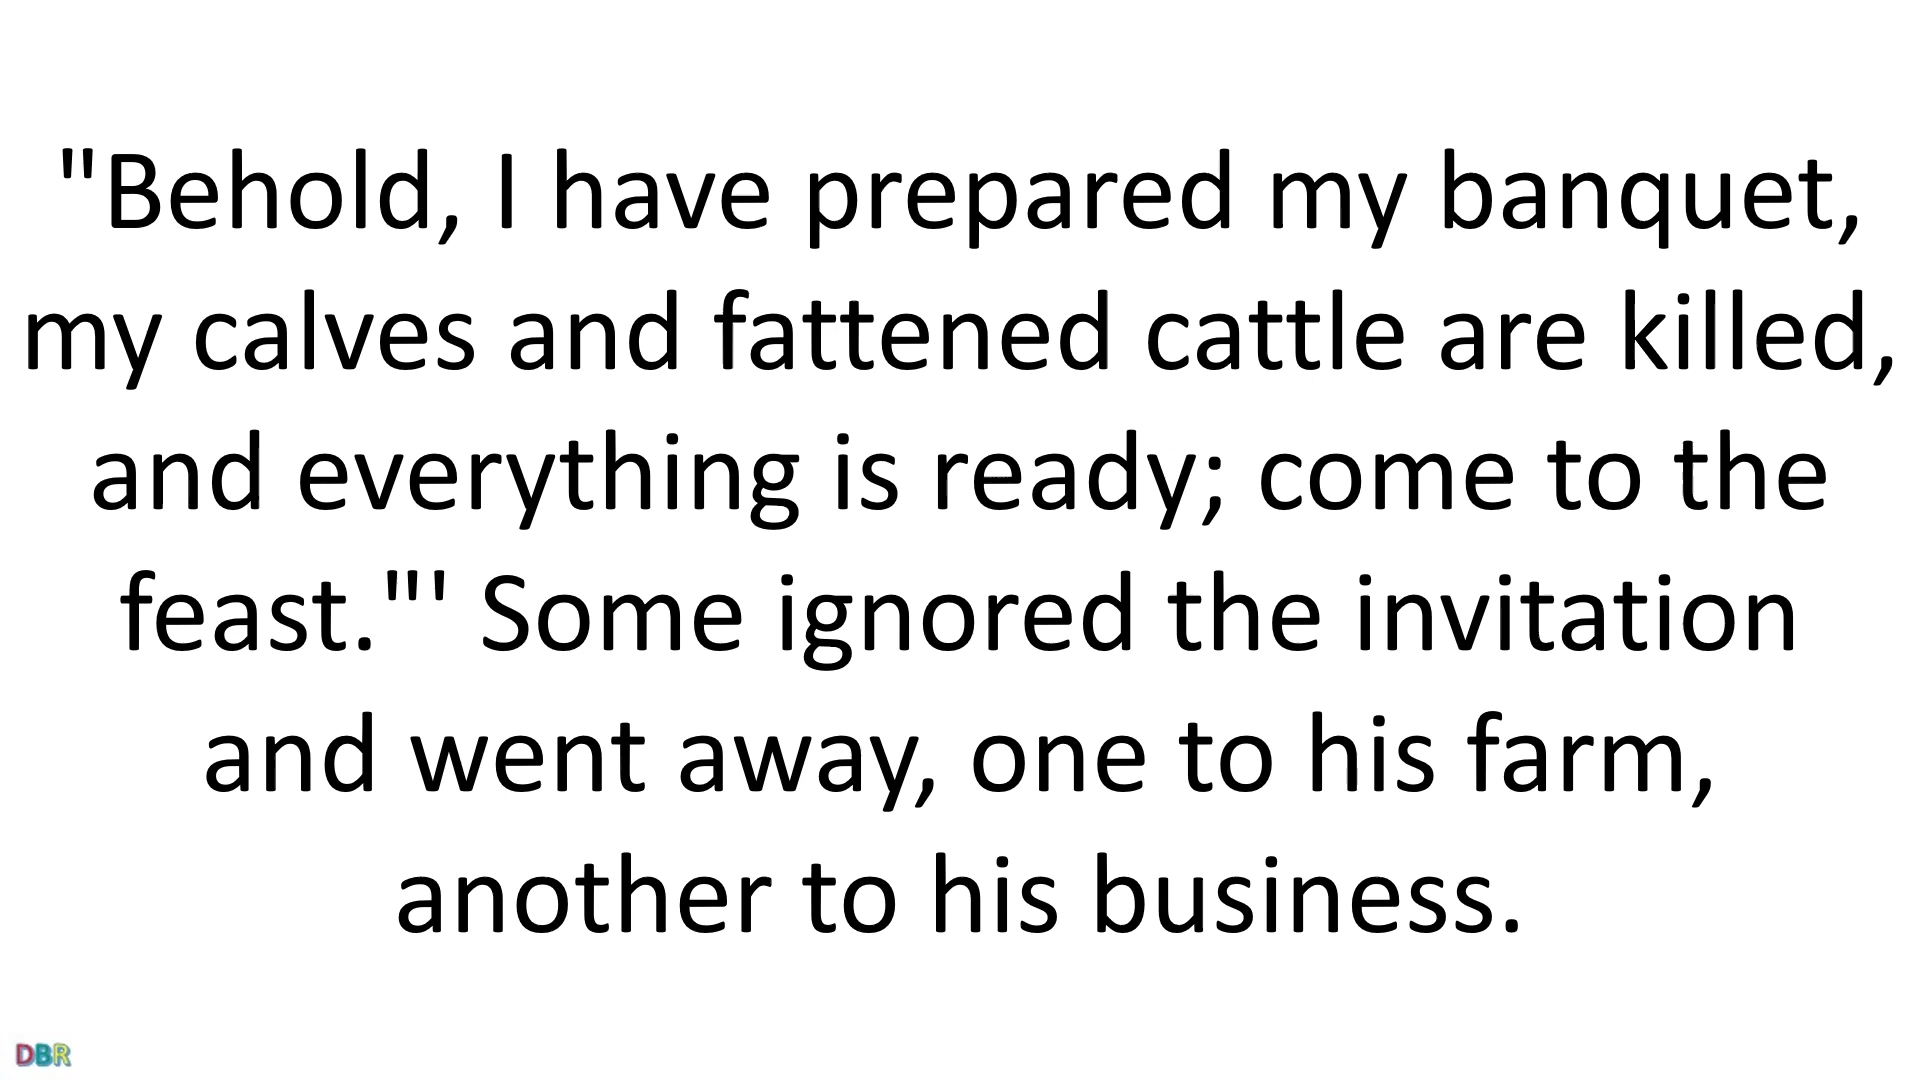 "Behold, I have prepared my banquet,
my calves and fattened cattle are killed,
and everything is ready; come to the
feast."' Some ignored the invitation
and went away, one to his farm,
another to his business.
DBR